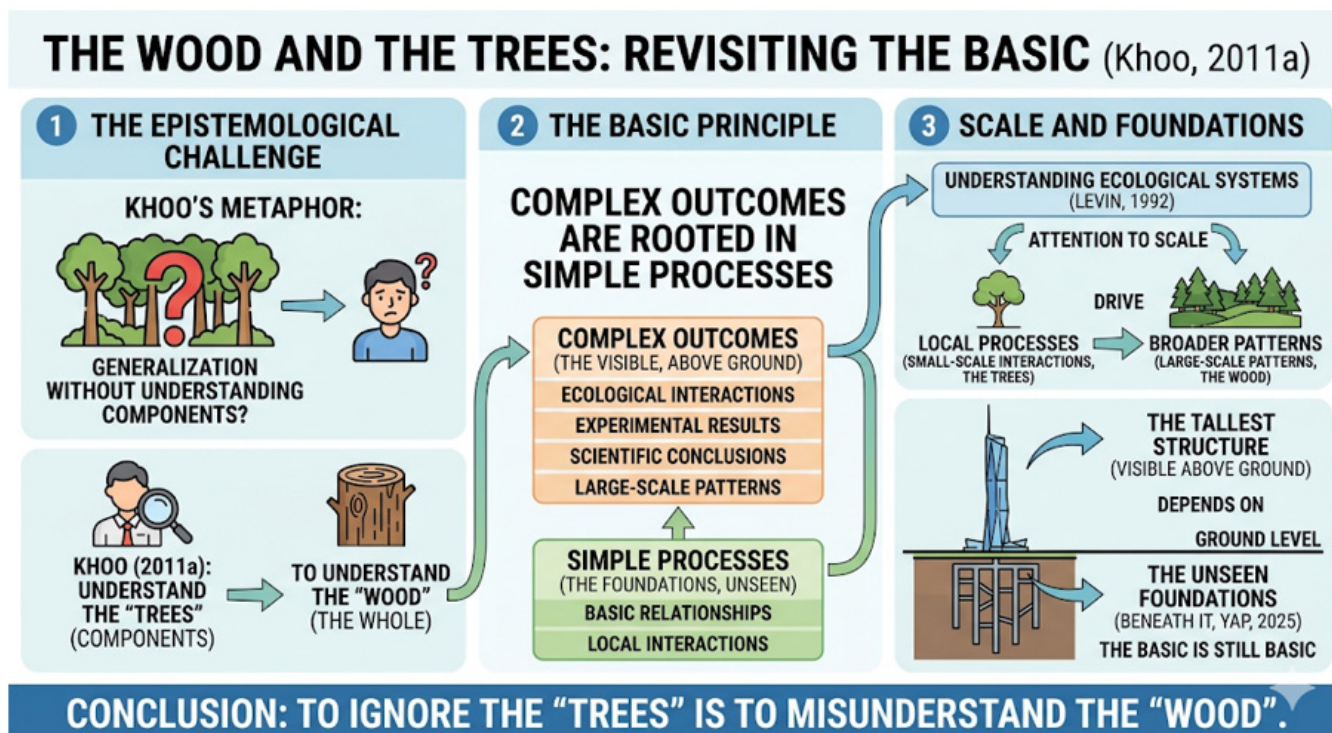 THE WOOD AND THE TREES: REVISITING THE BASIC (Khoo, 2011a)
1 THE EPISTEMOLOGICAL
CHALLENGE
KHOO'S METAPHOR:
?
?
GENERALIZATION
WITHOUT UNDERSTANDING
COMPONENTS?
KHOO (2011a):
UNDERSTAND
THE "TREES"
(COMPONENTS)
TO UNDERSTAND
THE "WOOD"
(THE WHOLE)
2 THE BASIC PRINCIPLE
COMPLEX OUTCOMES
ARE ROOTED IN
SIMPLE PROCESSES
COMPLEX OUTCOMES
(THE VISIBLE, ABOVE GROUND)
ECOLOGICAL INTERACTIONS
EXPERIMENTAL RESULTS
SCIENTIFIC CONCLUSIONS
LARGE-SCALE PATTERNS
SIMPLE PROCESSES
(THE FOUNDATIONS, UNSEEN)
BASIC RELATIONSHIPS
LOCAL INTERACTIONS
3 SCALE AND FOUNDATIONS
UNDERSTANDING ECOLOGICAL SYSTEMS
(LEVIN, 1992)
ATTENTION TO SCALE
DRIVE
LOCAL PROCESSES
(SMALL-SCALE INTERACTIONS,
THE TREES)
BROADER PATTERNS
(LARGE-SCALE PATTERNS,
THE WOOD)
THE TALLEST
STRUCTURE
(VISIBLE ABOVE GROUND)
DEPENDS ON
GROUND LEVEL
THE UNSEEN
FOUNDATIONS
(BENEATH IT, YAP, 2025)
THE BASIC IS STILL BASIC
CONCLUSION: TO IGNORE THE "TREES" IS TO MISUNDERSTAND THE "WOOD".